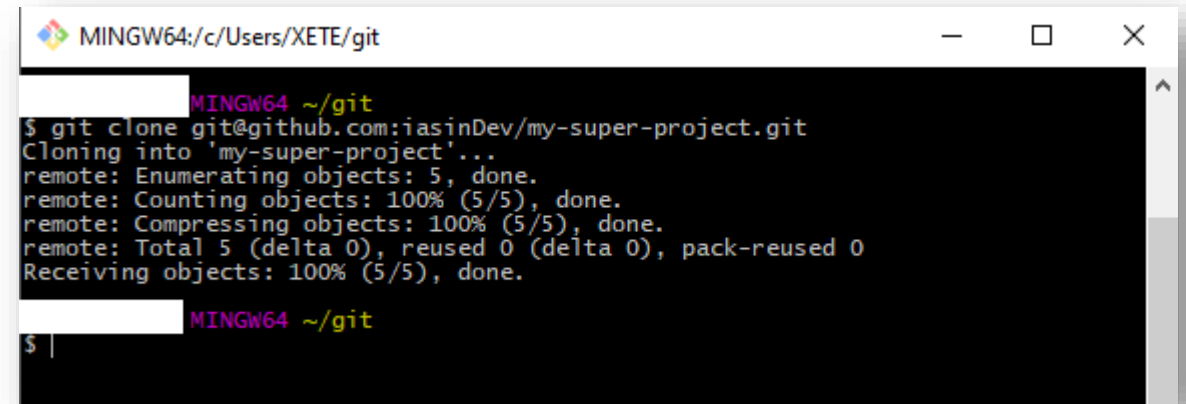 MINGW64:/c/Users/XETE/git
MINGW64 ~/git
$ git clone git@github.com:iasinDev/my-super-project.git
Cloning into 'my-super-project'...
remote: Enumerating objects: 5, done.
remote: Counting objects: 100% (5/5), done.
remote: Compressing objects: 100% (5/5), done.
remote: Total 5 (delta 0), reused 0 (delta 0), pack-reused 0
Receiving objects: 100% (5/5), done.
MINGW64 ~/git
$